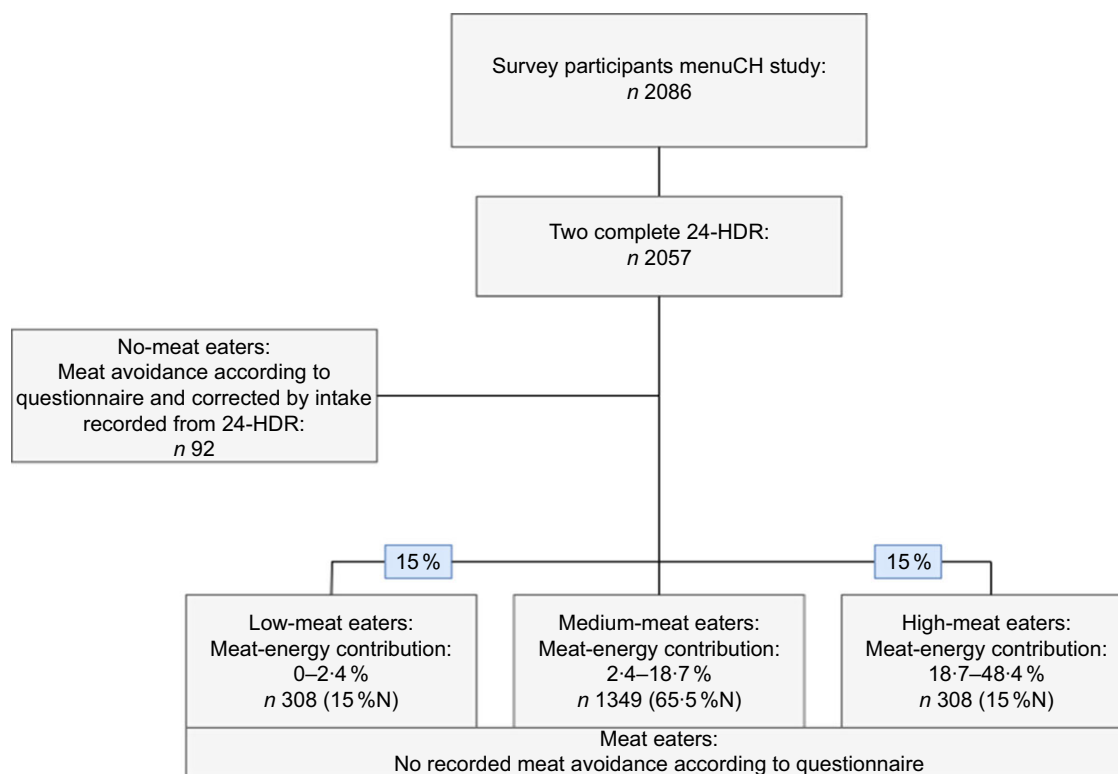 Survey participants menuCH study:
n 2086
Two complete 24-HDR:
n 2057
No-meat eaters:
Meat avoidance according to
questionnaire and corrected by intake
recorded from 24-HDR:
n 92
15 %
15 %
Low-meat eaters:
Meat-energy contribution:
0–2·4 %
n 308 (15 %N)
Medium-meat eaters:
Meat-energy contribution:
2·4–18·7 %
n 1349 (65·5 %N)
High-meat eaters:
Meat-energy contribution:
18·7–48·4 %
n 308 (15 %N)
Meat eaters:
No recorded meat avoidance according to questionnaire